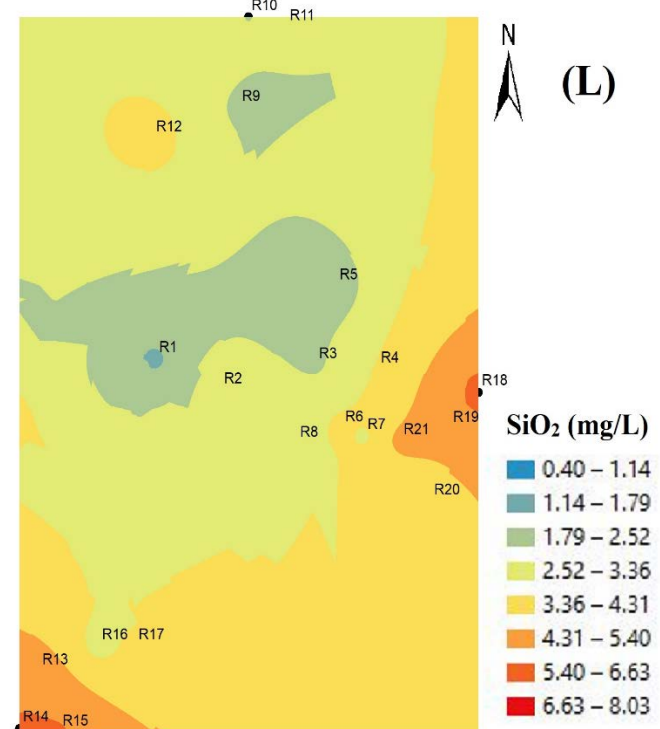 R10
R11
N
(L)
R9
R12
R5
R1
R3
R4
R2
R18
R6
R19
R7
R21
R8
SiO₂ (mg/L)
R20
0.40 – 1.14
1.14 – 1.79
1.79 – 2.52
2.52 – 3.36
3.36 – 4.31
4.31 – 5.40
5.40 – 6.63
6.63 – 8.03
R16 R17
R13
R14 R15